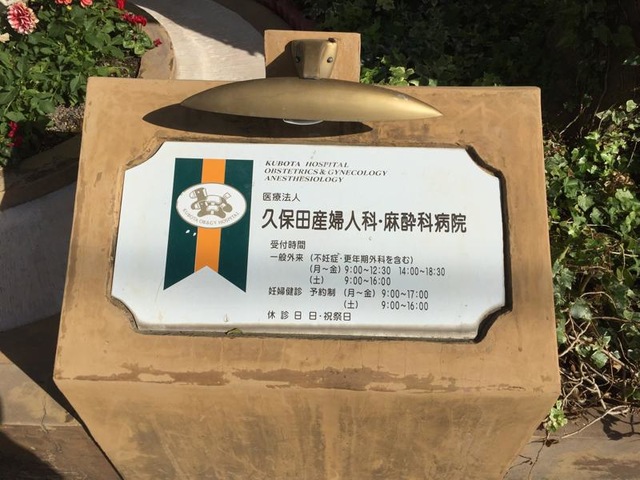 KUBOTA HOSPITAL
OBSTETRICS & GYNECOLOGY
ANESTHESIOLOGY
医療法人
久保田産婦人科・麻酔科病院
受付時間
一般外来 (不妊症・更年期外科を含む)
(月～金) 9:00~12:30 14:00~18:30
(土) 9:00~16:00
妊婦健診 予約制 (月～金) 9:00~17:00
(土) 9:00~16:00
休診日 日・祝祭日